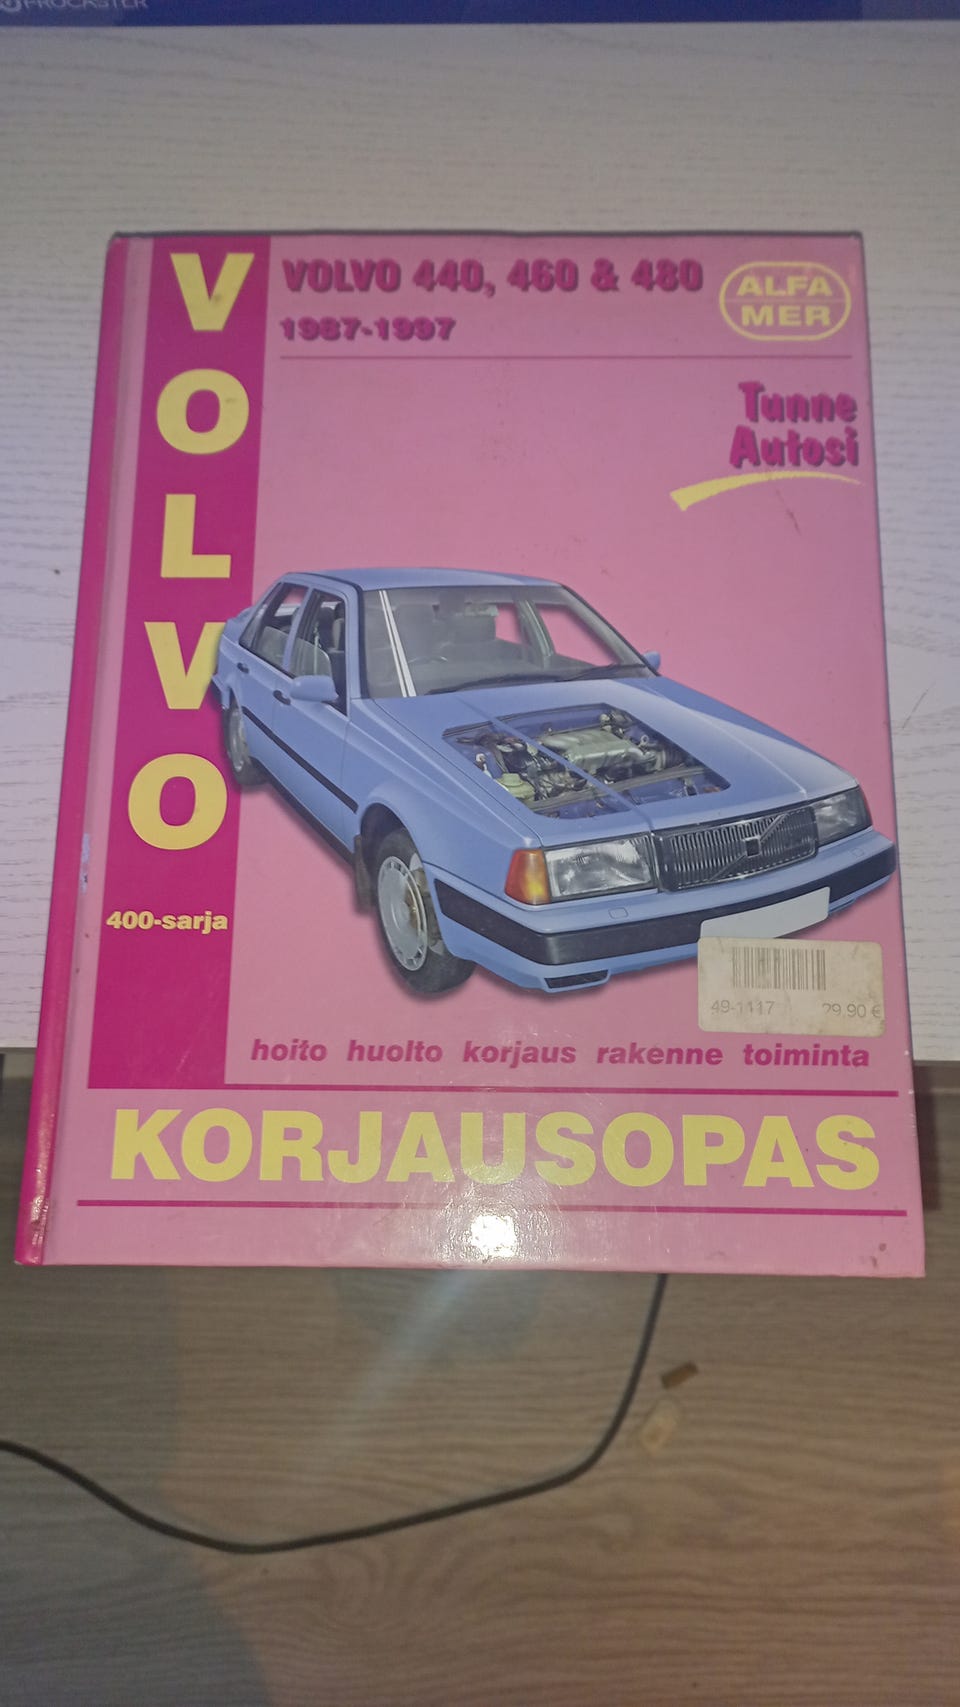 PROCASTER
VOLVO
VOLVO 440, 460 & 480
1987-1997
ALFA
MER
Tunne
Autosi
400-sarja
49-1117 29,90 €
hoito huolto korjaus rakenne toiminta
KORJAUSOPAS